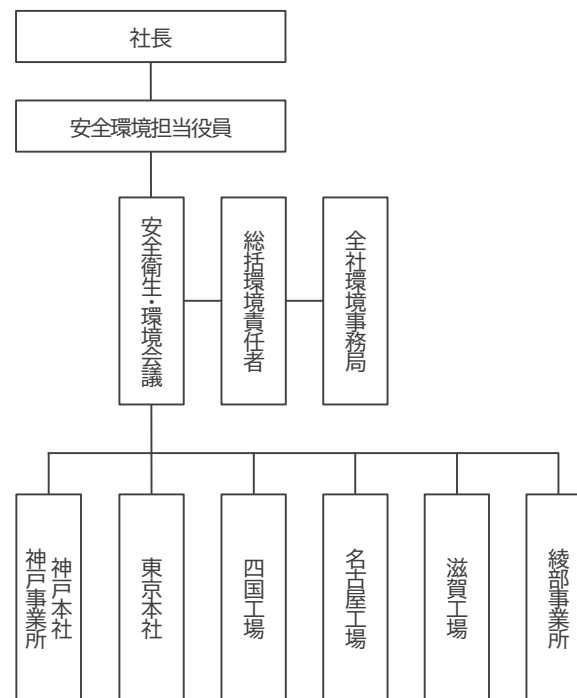 社長
安全環境担当役員
安全衛生・環境会議
総括環境責任者
全社環境事務局
神戸本社
神戸事業所
東京本社
四国工場
名古屋工場
滋賀工場
綾部事業所